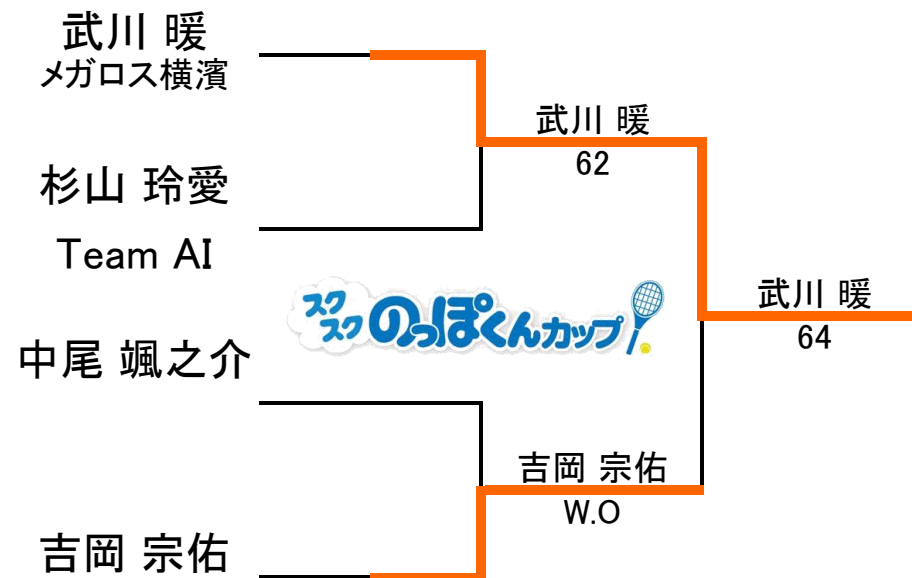 武川 暖
メガロス横濱
武川 暖
62
杉山 玲愛
Team AI
スク
スク のっぽくんカップ
武川 暖
64
中尾 颯之介
吉岡 宗佑
W.O
吉岡 宗佑